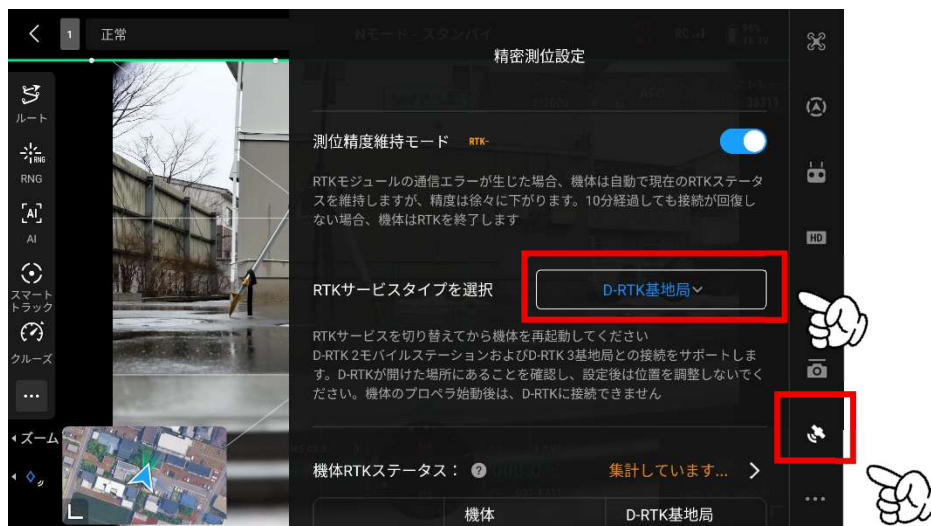 1 正常
Nモード - スタンバイ
精密測位設定
ルート
RNG
RNG
AI
AI
スマート
トラック
クルーズ
ズーム
測位精度維持モード RTK-
RTKモジュールの通信エラーが生じた場合、機体は自動で現在のRTKステータ
スを維持しますが、精度は徐々に下がります。10分経過しても接続が回復し
ない場合、機体はRTKを終了します
RTKサービスタイプを選択 D-RTK基地局
RTKサービスを切り替えてから機体を再起動してください
D-RTK 2モバイルステーションおよびD-RTK 3基地局との接続をサポートしま
す。D-RTKが開けた場所にあることを確認し、設定後は位置を調整しないでく
ださい。機体のプロペラ始動後は、D-RTKに接続できません
機体RTKステータス： ? 集計しています...
機体 D-RTK基地局
HD